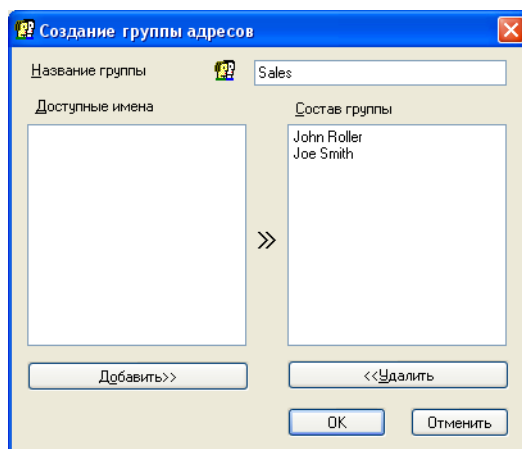 Создание группы адресов
Название группы
Sales
Доступные имена
Состав группы
John Roller
Joe Smith
Добавить>>
<<Удалить
OK
Отменить